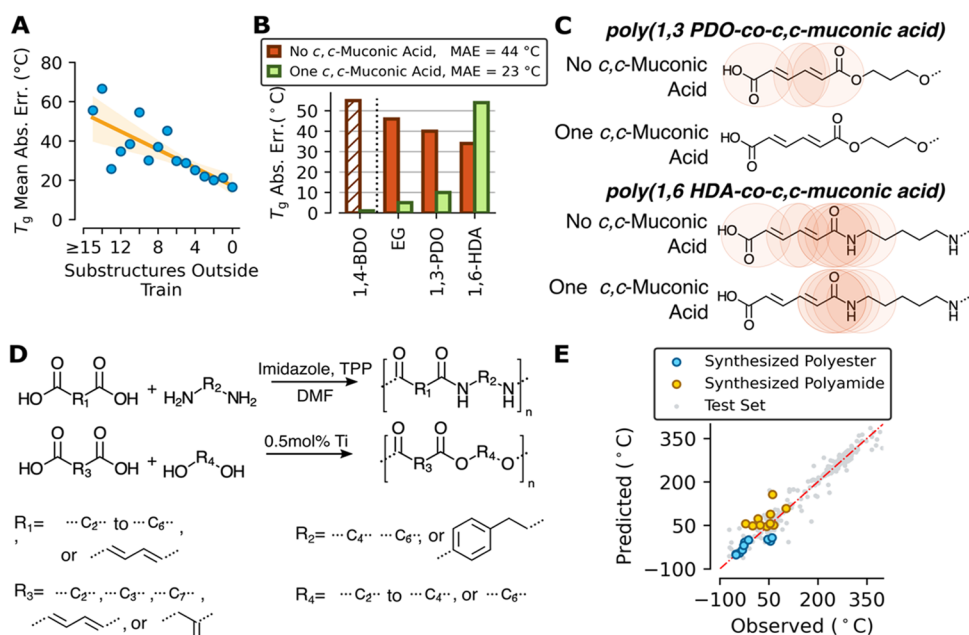 A
Tg Mean Abs. Err. (°C)
80
60
40
20
0
≥15 12 8 4 0
Substructures Outside
Train
B
No c,c-Muconic Acid, MAE = 44 °C
One c,c-Muconic Acid, MAE = 23 °C
Tg Abs. Err.(°C)
50
40
30
20
10
0
1,4-BDO
EG
1,3-PDO
1,6-HDA
C
poly(1,3 PDO-co-c,c-muconic acid)
No c,c-Muconic
Acid
HO O O O O
One c,c-Muconic
Acid
HO O O O O
poly(1,6 HDA-co-c,c-muconic acid)
No c,c-Muconic
Acid
HO O O N H N H
One c,c-Muconic
Acid
HO O O N H N H
D
HO O R1 O OH + H2N R2 NH2
Imidazole, TPP
DMF
O R1 O N H R2 N H n
HO O R3 O OH + HO R4 OH
0.5mol% Ti
O R3 O O R4 O n
R1= ···C2··· to ···C6···,
, or
R2= ···C4··· ···C6···, or
R3= ···C2···, ···C3···, ···C7···,
, or
R4= ···C2··· to ···C4···, or ···C6···
E
Synthesized Polyester
Synthesized Polyamide
Test Set
Predicted (°C)
350
200
50
−100
−100 50 200 350
Observed (°C)